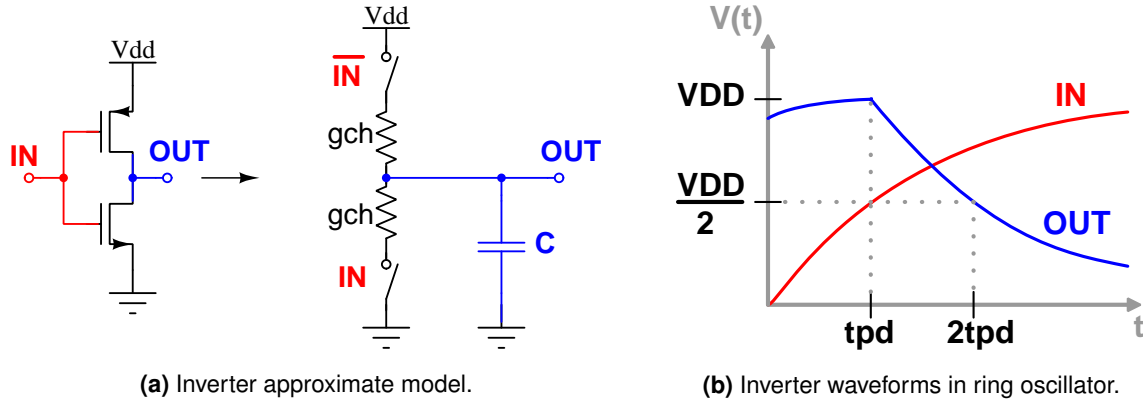 Vdd
IN
OUT
Vdd
IN
gch
OUT
gch
C
IN
(a) Inverter approximate model.
V(t)
VDD
IN
VDD
2
OUT
tpd
2tpd
t
(b) Inverter waveforms in ring oscillator.